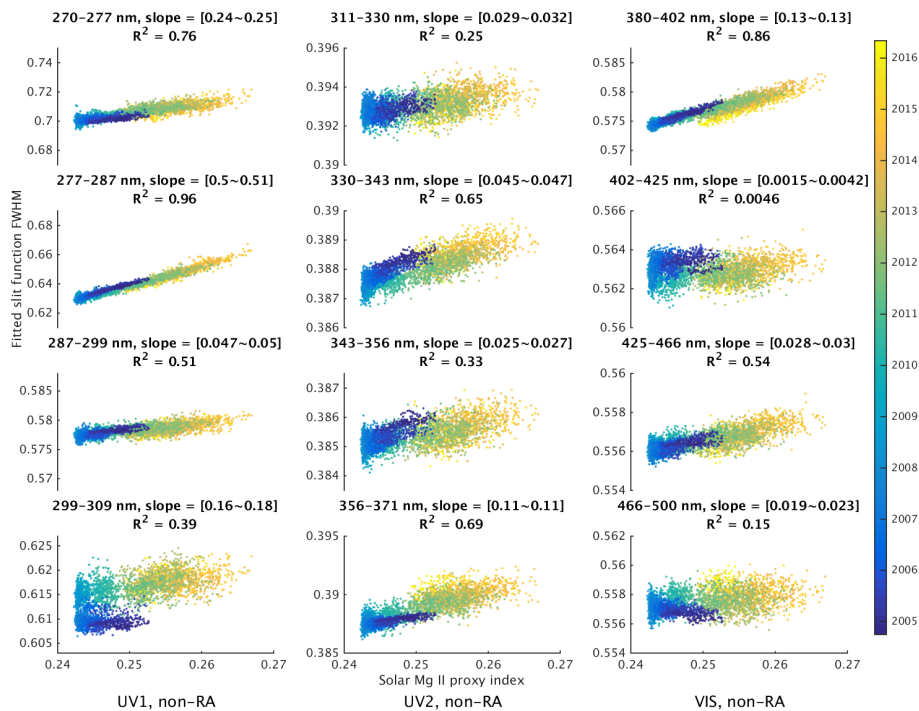 270−277 nm, slope = [0.24~0.25]
R² = 0.76
311−330 nm, slope = [0.029~0.032]
R² = 0.25
380−402 nm, slope = [0.13~0.13]
R² = 0.86
0.74
0.72
0.7
0.68
0.396
0.394
0.392
0.39
0.58
0.575
0.57
277−287 nm, slope = [0.5~0.51]
R² = 0.96
330−343 nm, slope = [0.045~0.047]
R² = 0.65
402−425 nm, slope = [0.0015~0.0042]
R² = 0.0046
0.68
0.66
0.64
0.62
0.39
0.389
0.388
0.387
0.386
0.566
0.564
0.562
0.56
Fitted slit function FWHM
287−299 nm, slope = [0.047~0.05]
R² = 0.51
343−356 nm, slope = [0.025~0.027]
R² = 0.33
425−466 nm, slope = [0.028~0.03]
R² = 0.54
0.585
0.58
0.575
0.57
0.387
0.386
0.385
0.384
0.56
0.558
0.556
0.554
299−309 nm, slope = [0.16~0.18]
R² = 0.39
356−371 nm, slope = [0.11~0.11]
R² = 0.69
466−500 nm, slope = [0.019~0.023]
R² = 0.15
0.625
0.62
0.615
0.61
0.605
0.395
0.39
0.385
0.562
0.56
0.558
0.556
0.554
0.24 0.25 0.26 0.27
0.24 0.25 0.26 0.27
0.24 0.25 0.26 0.27
Solar Mg II proxy index
UV1, non−RA
UV2, non−RA
VIS, non−RA
2016
2015
2014
2013
2012
2011
2010
2009
2008
2007
2006
2005